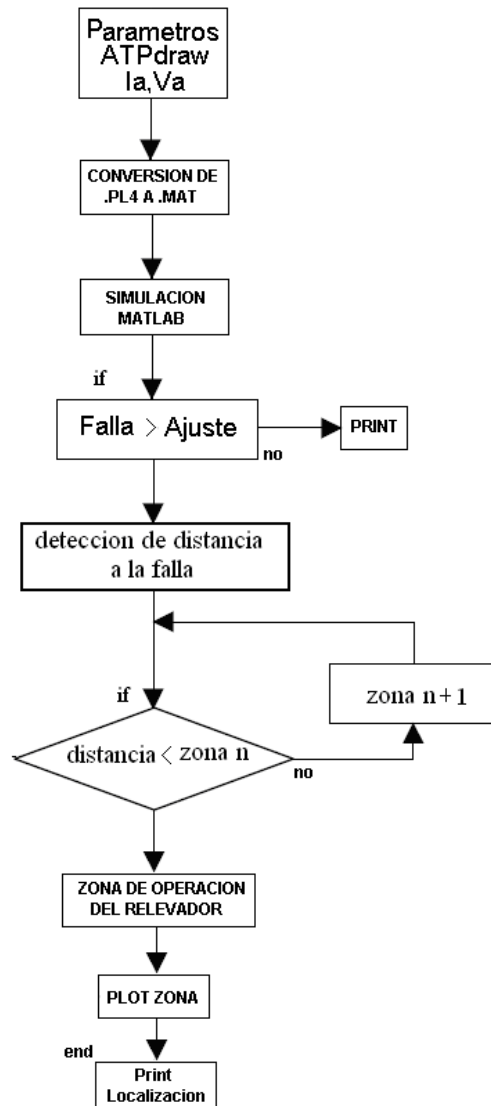 Parametros
ATPdraw
Ia,Va
CONVERSION DE
.PL4 A .MAT
SIMULACION
MATLAB
if
Falla > Ajuste
no
PRINT
deteccion de distancia
a la falla
if
zona n+1
distancia < zona n
no
ZONA DE OPERACION
DEL RELEVADOR
PLOT ZONA
end
Print
Localizacion